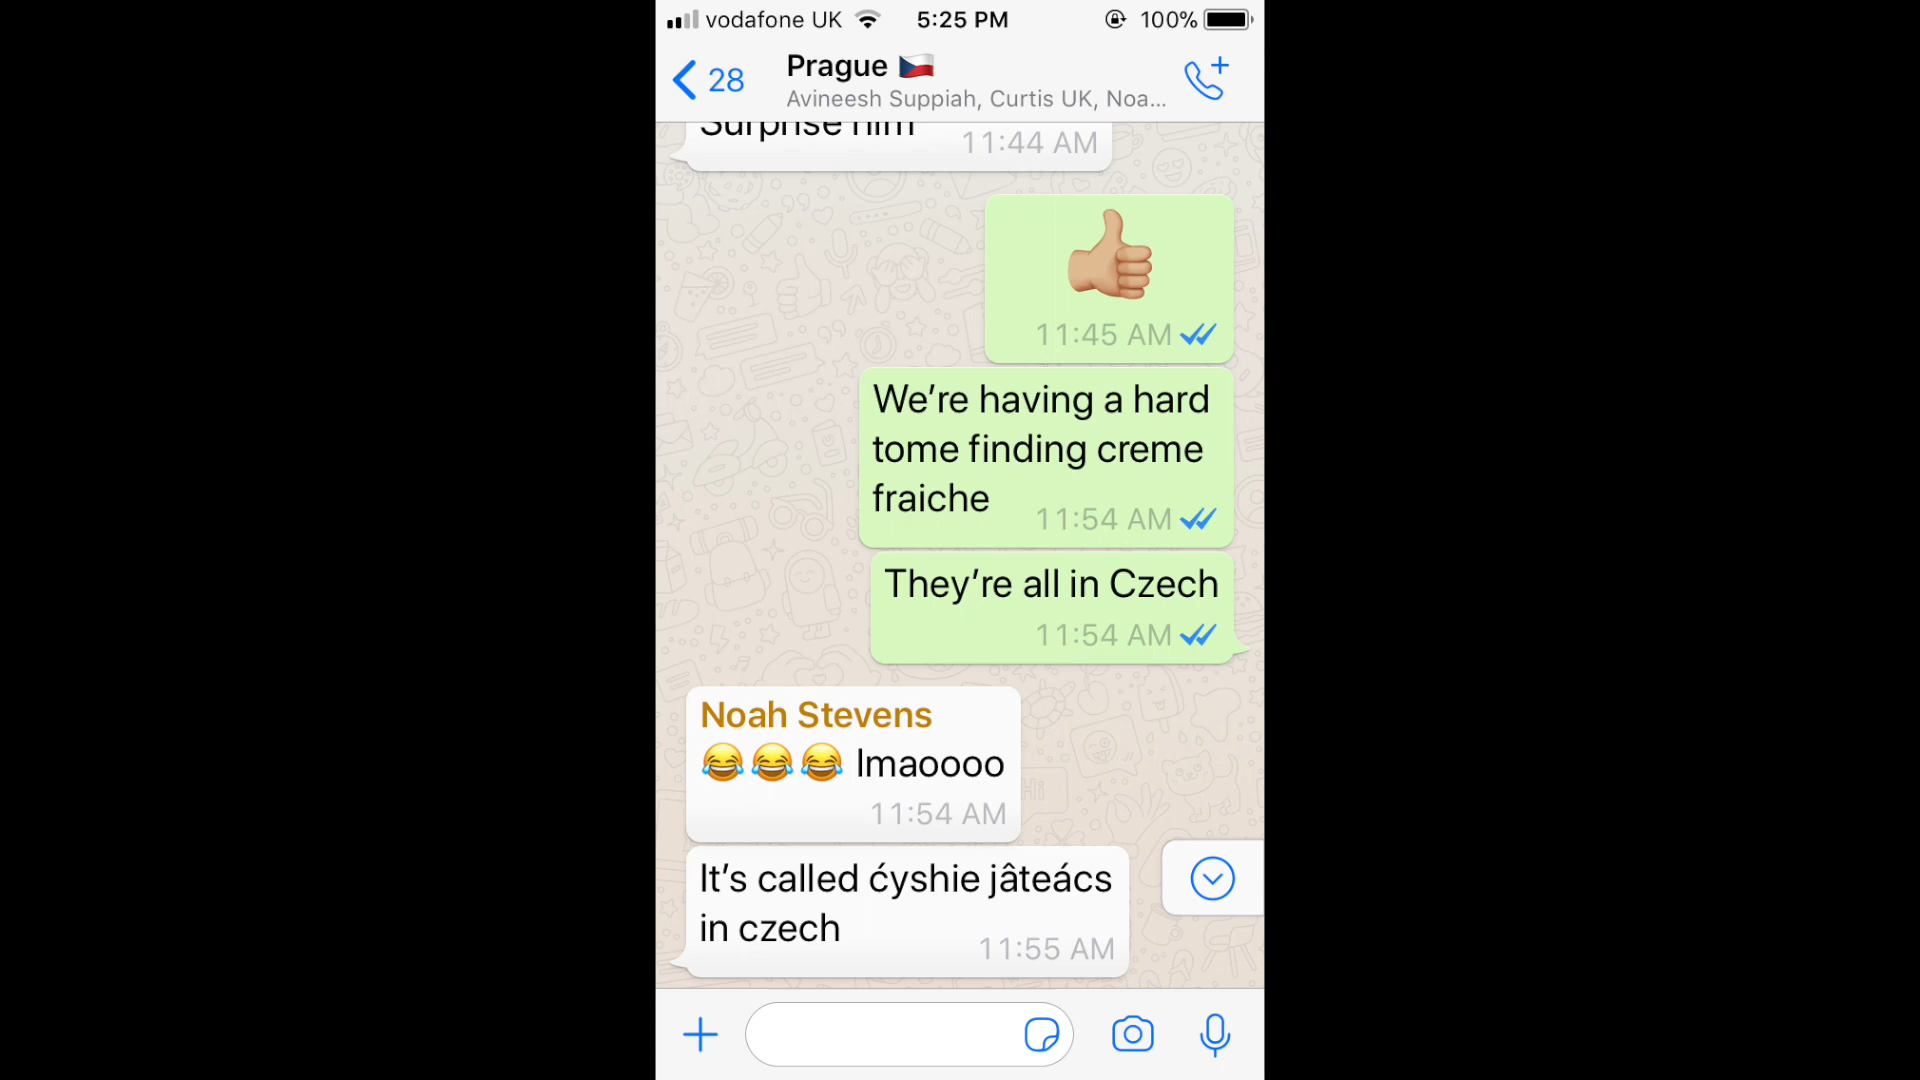 vodafone UK 5:25 PM 100%
28 Prague 🇨🇿
Avineesh Suppiah, Curtis UK, Noa...
Surprise him
11:44 AM
👍🏼
11:45 AM
We're having a hard
tome finding creme
fraiche
11:54 AM
They're all in Czech
11:54 AM
Noah Stevens
😂😂😂 lmaoooo
11:54 AM
It's called ćyshie jâteács
in czech
11:55 AM